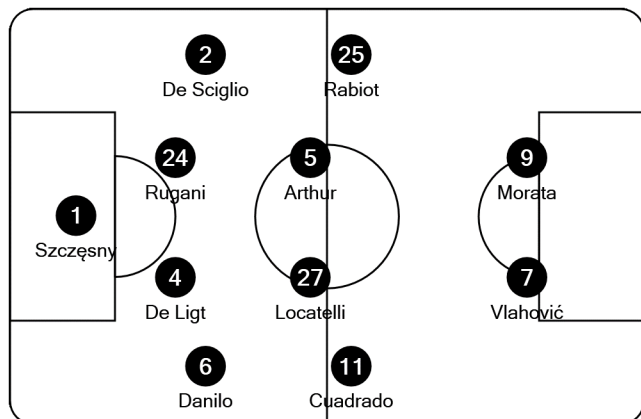 2
De Sciglio
25
Rabiot
24
Rugani
5
Arthur
9
Morata
1
Szczęsny
4
De Ligt
27
Locatelli
7
Vlahović
6
Danilo
11
Cuadrado